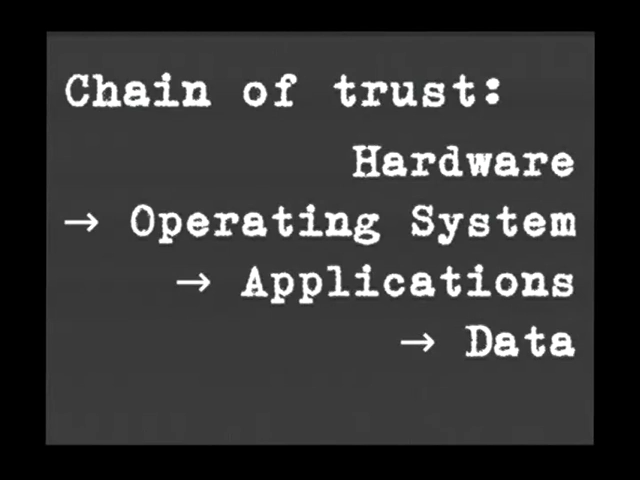 Chain of trust:
Hardware
→ Operating System
→ Applications
→ Data